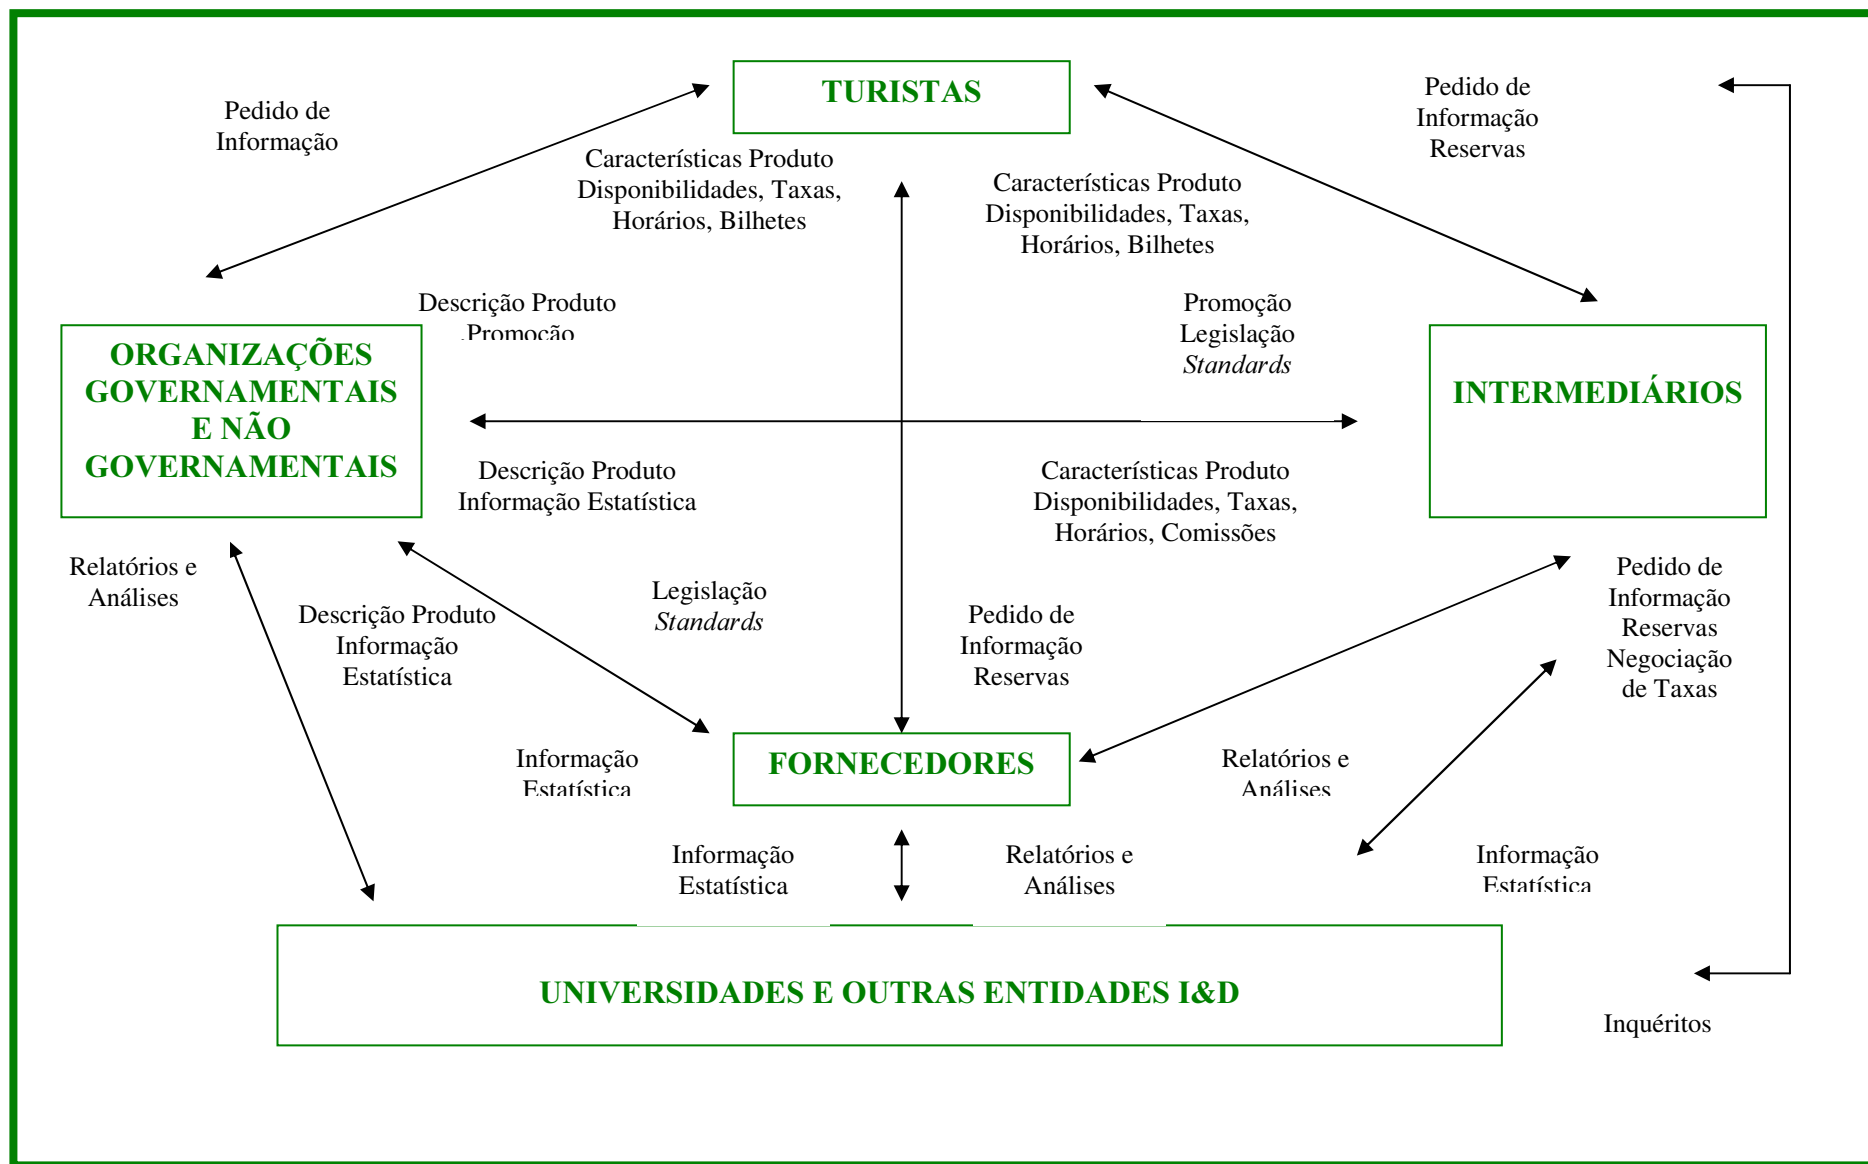 TURISTAS
Pedido de
Informação
Pedido de
Informação
Reservas
Característícas Produto
Disponibilidades, Taxas,
Horários, Bilhetes
Característícas Produto
Disponibilidades, Taxas,
Horários, Bilhetes
Descrição Produto
.Promoção
Promoção
Legislação
Standards
ORGANIZAÇÕES
GOVERNAMENTAIS
E NÃO
GOVERNAMENTAIS
INTERMEDIÁRIOS
Descrição Produto
Informação Estatística
Característícas Produto
Disponibilidades, Taxas,
Horários, Comissões
Relatórios e
Análises
Descrição Produto
Informação
Estatística
Legislação
Standards
Pedido de
Informação
Reservas
Pedido de
Informação
Reservas
Negociação
de Taxas
Informação
Estatística
FORNECEDORES
Relatórios e
Análises
Informação
Estatística
Relatórios e
Análises
Informação
Estatística
UNIVERSIDADES E OUTRAS ENTIDADES I&D
Inquéritos